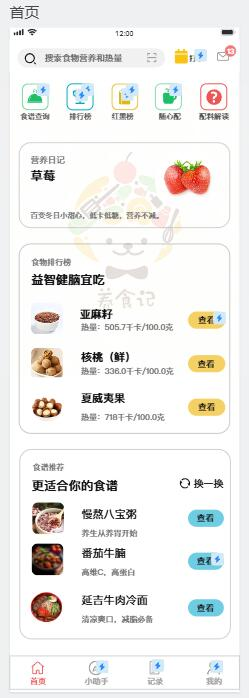 首页
12:00
搜索食物营养和热量
13
食谱查询 排行榜 红黑榜 随心配 配料解读
营养日记
草莓
百变冬日小甜心，低卡低糖，营养不减。
养食记
食物排行榜
益智健脑宜吃
亚麻籽
热量：505.7千卡/100.0克
查看
核桃（鲜）
热量：336.0千卡/100.0克
查看
夏威夷果
热量：718千卡/100.0克
查看
食谱推荐
更适合你的食谱
换一换
慢熬八宝粥
养生从养胃开始
查看
番茄牛腩
高维C，高蛋白
查看
延吉牛肉冷面
清凉爽口，减脂必备
查看
首页 小助手 记录 我的